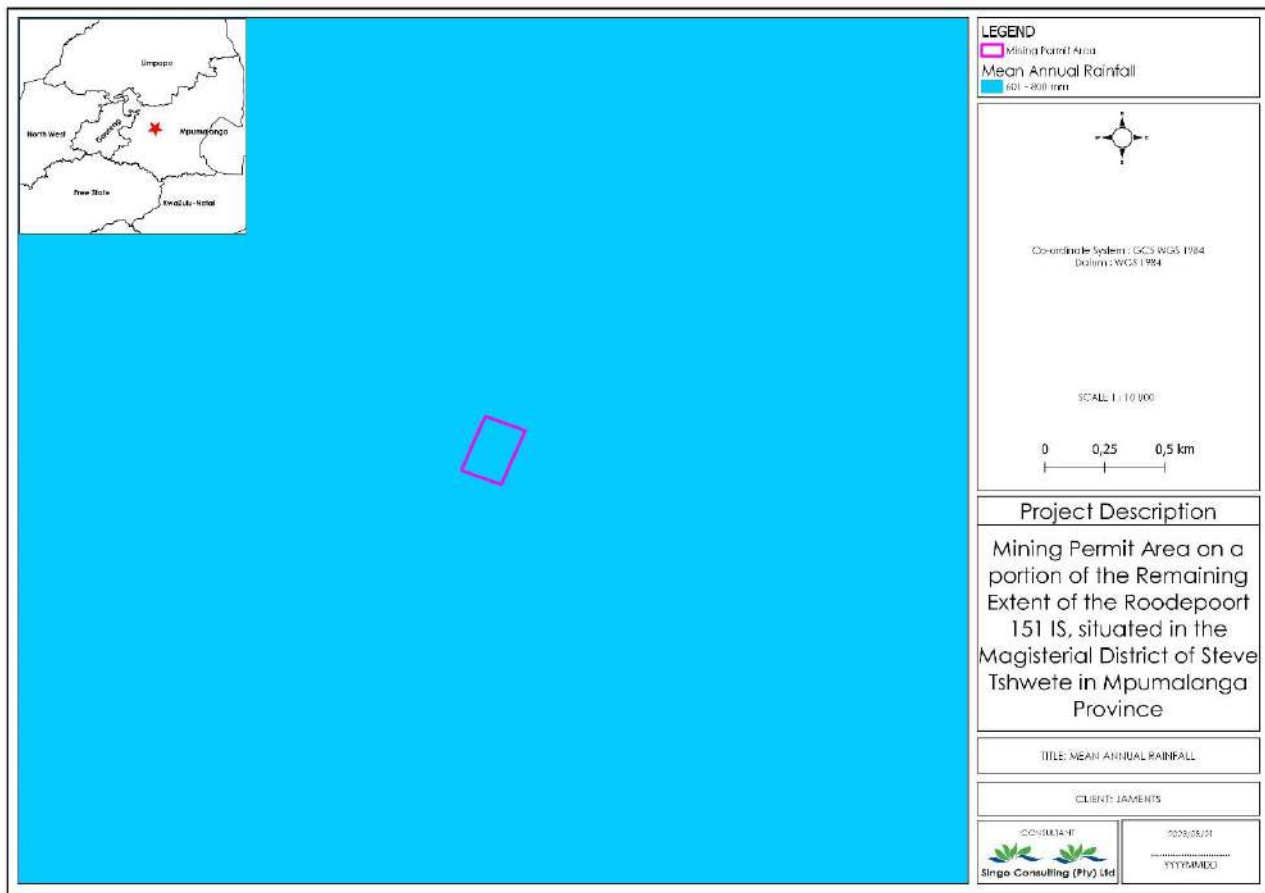 Limpopo
North West
Gauteng
Mpumalanga
Free State
KwaZulu-Natal
LEGEND
Mining Permit Area
Mean Annual Rainfall
601 - 800 mm
N
W E
S
Co-ordinate System : GCS WGS 1984
Datum : WGS 1984
SCALE 1 : 10 000
0 0,25 0,5 km
Project Description
Mining Permit Area on a
portion of the Remaining
Extent of the Roodepoort
151 IS, situated in the
Magisterial District of Steve
Tshwete in Mpumalanga
Province
TITLE: MEAN ANNUAL RAINFALL
CLIENT: JAMENTS
CONSULTANT
Singo Consulting (Pty) Ltd
YYYYMMDD